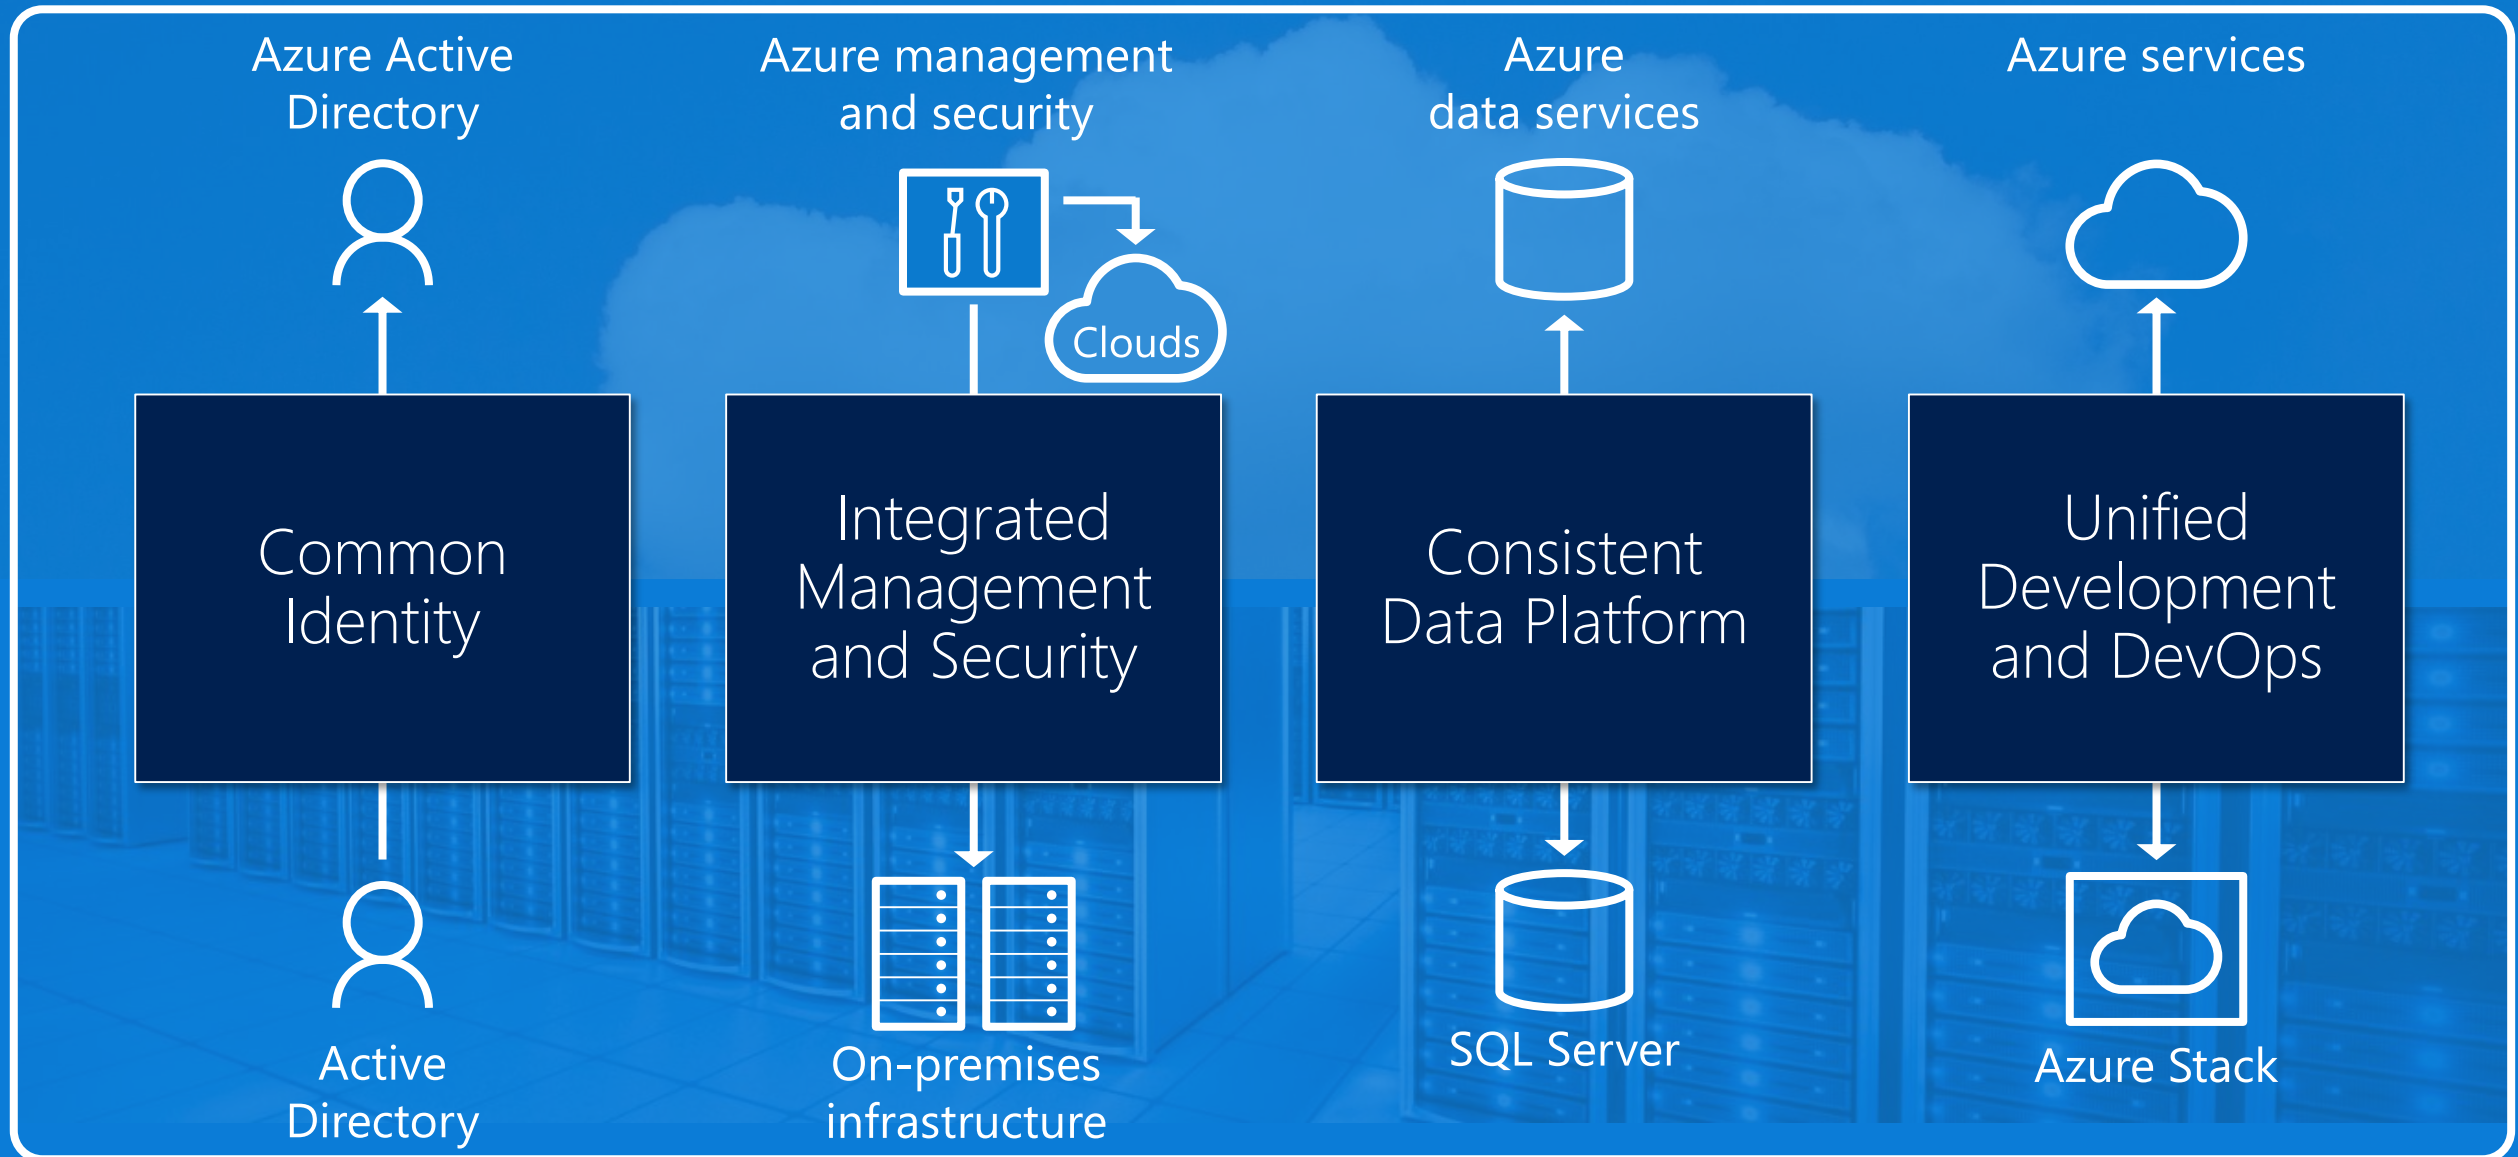 Azure Active
Directory
Azure management
and security
Azure
data services
Azure services
Clouds
Common
Identity
Integrated
Management
and Security
Consistent
Data Platform
Unified
Development
and DevOps
Active
Directory
On-premises
infrastructure
SQL Server
Azure Stack